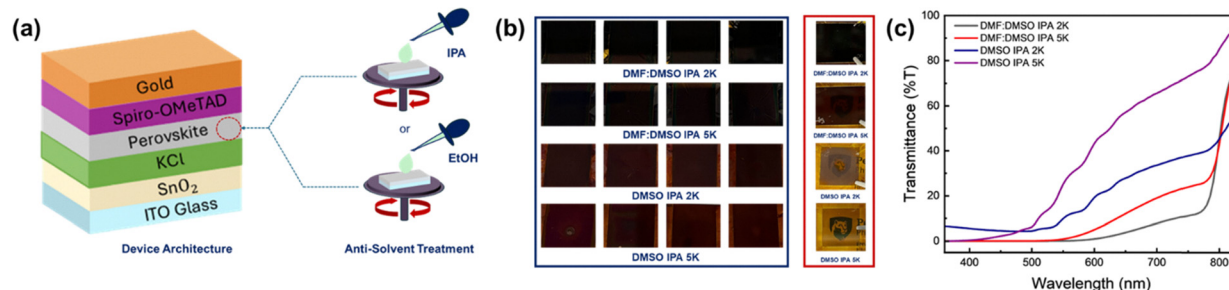 (a)
Gold
Spiro-OMeTAD
Perovskite
KCl
SnO2
ITO Glass
Device Architecture
IPA
or
EtOH
Anti-Solvent Treatment
(b)
DMF:DMSO IPA 2K
DMF:DMSO IPA 5K
DMSO IPA 2K
DMSO IPA 5K
DMF:DMSO IPA 2K
DMF:DMSO IPA 5K
DMSO IPA 2K
DMSO IPA 5K
(c)
100
80
60
40
20
0
Transmittance (%T)
DMF:DMSO IPA 2K
DMF:DMSO IPA 5K
DMSO IPA 2K
DMSO IPA 5K
400 500 600 700 800
Wavelength (nm)